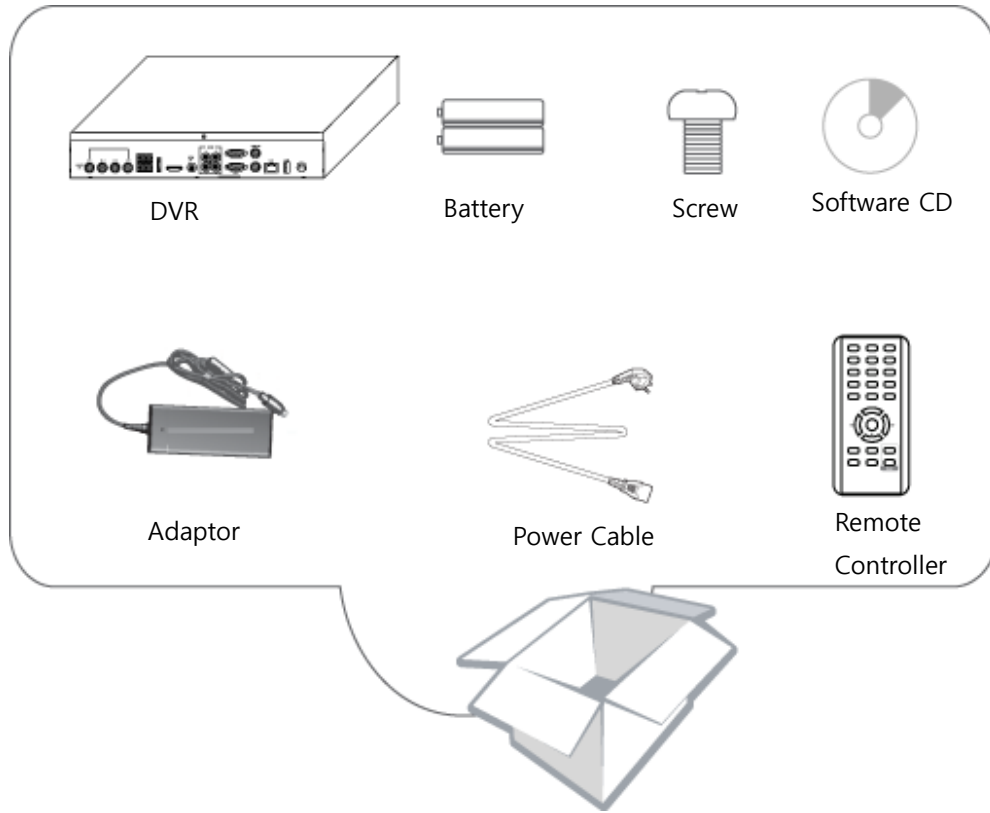 DVR
Battery
Screw
Software CD
Adaptor
Power Cable
Remote
Controller